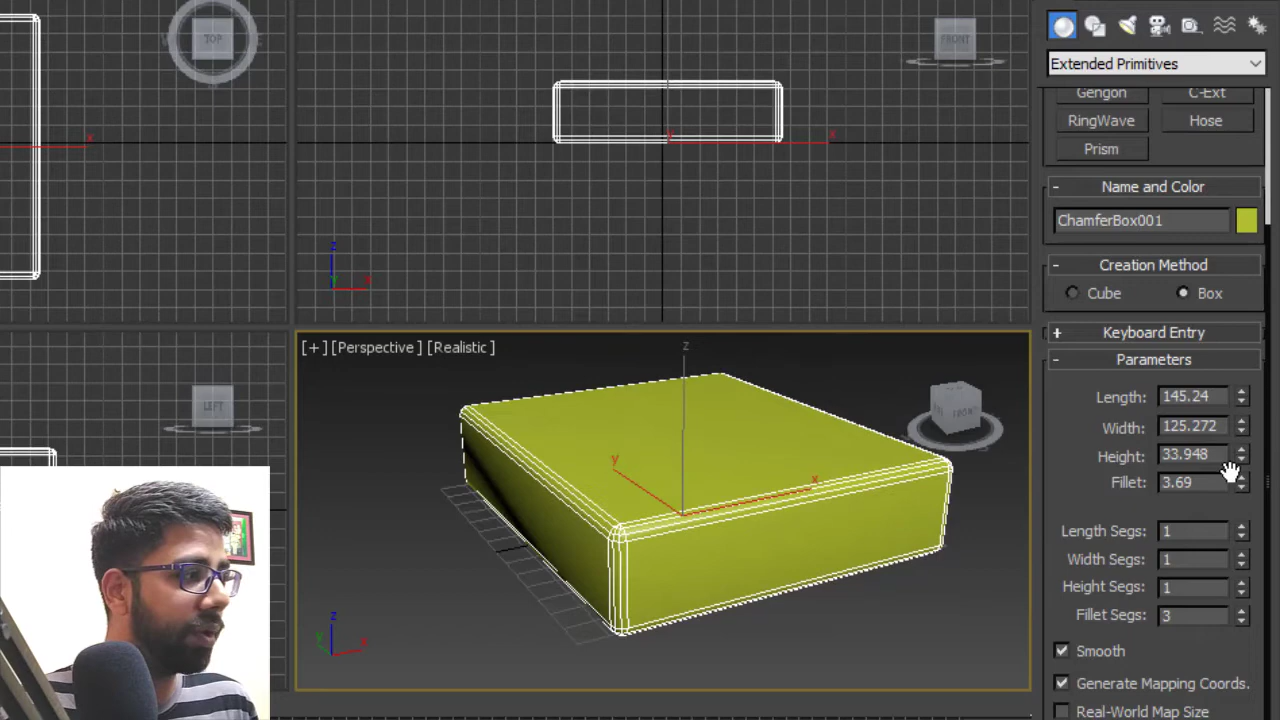 TOP
x
z
y
x
FRONT
y
x
z
x
LEFT
[+] [Perspective ] [Realistic ]
z
y
x
FRONT
z
y
x
Extended Primitives
Gengon C-Ext
RingWave Hose
Prism
- Name and Color
ChamferBox001
- Creation Method
Cube Box
+ Keyboard Entry
- Parameters
Length: 145.24
Width: 125.272
Height: 33.948
Fillet: 3.69
Length Segs: 1
Width Segs: 1
Height Segs: 1
Fillet Segs: 3
Smooth
Generate Mapping Coords.
Real-World Map Size